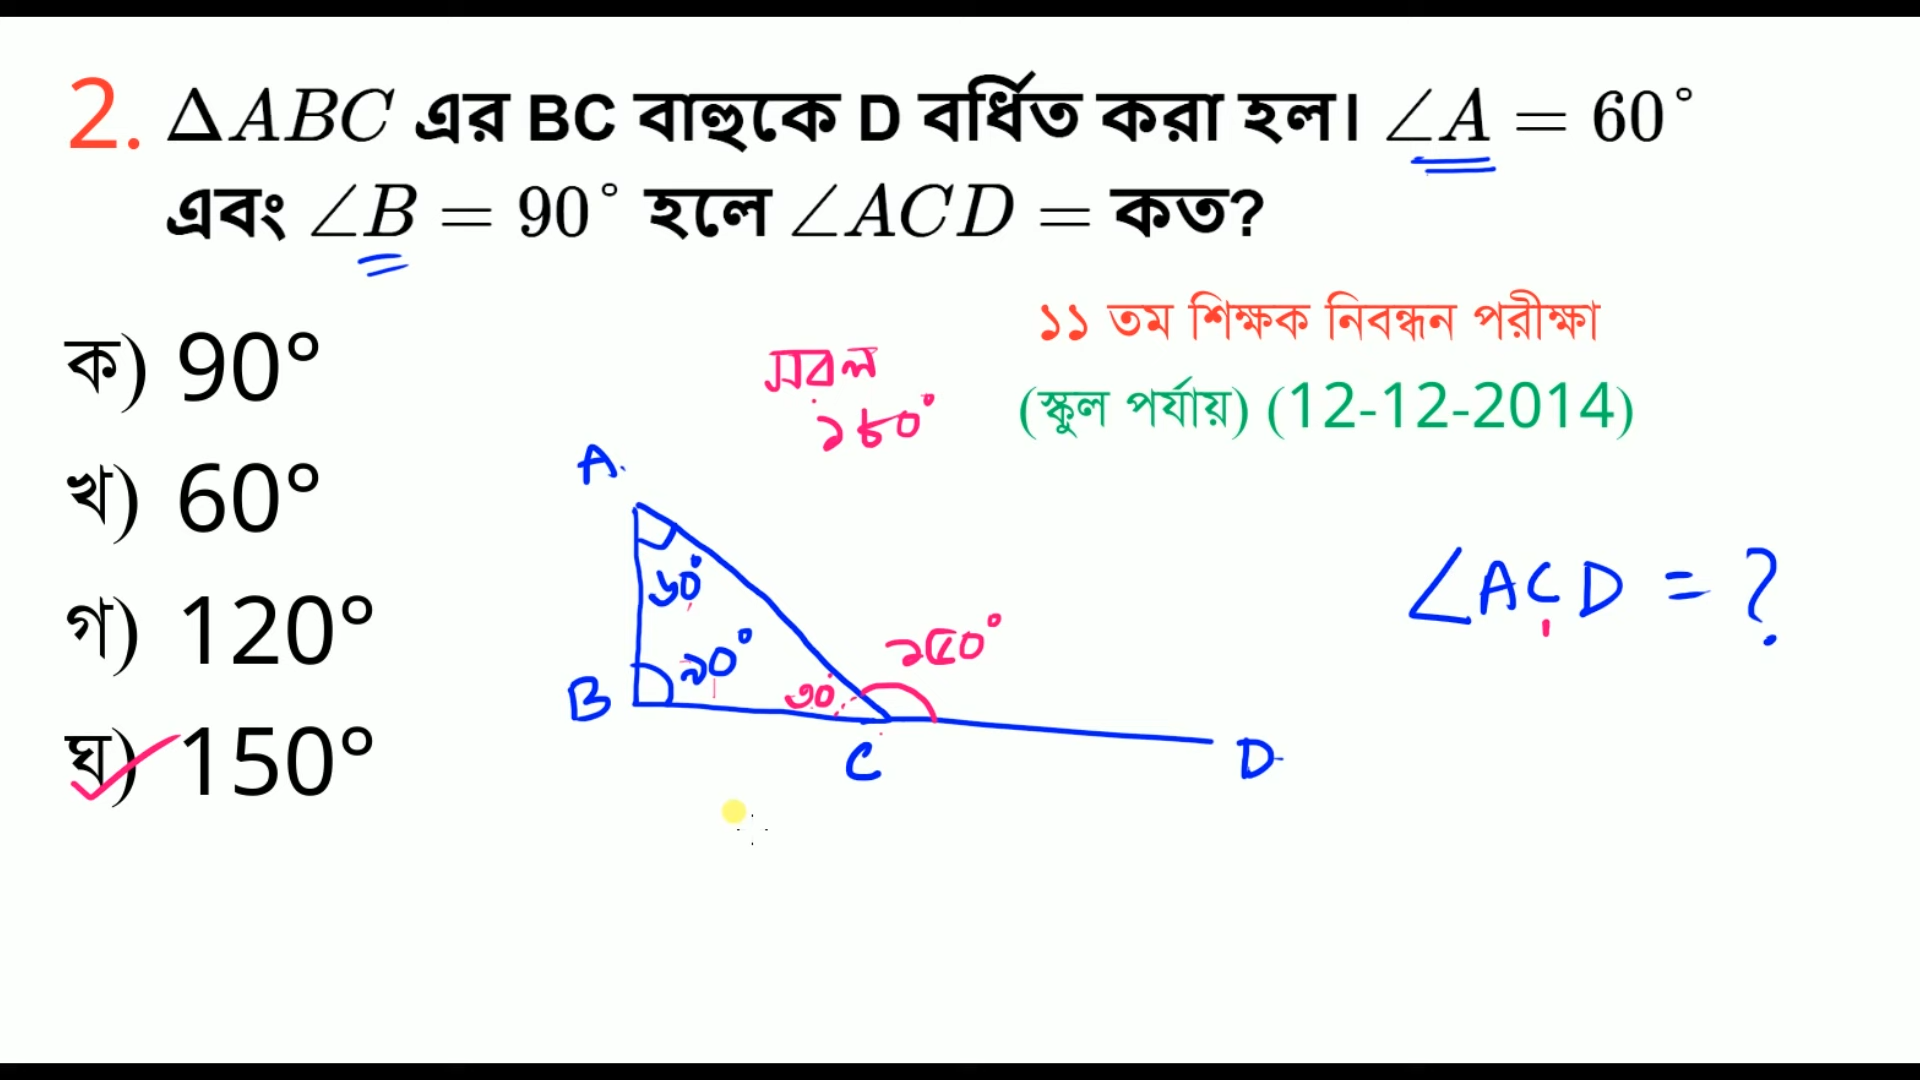 2. ΔABC এর BC বাহুকে D বর্ধিত করা হল। ∠A = 60°
এবং ∠B = 90° হলে ∠ACD = কত?
১১ তম শিক্ষক নিবন্ধন পরীক্ষা
(স্কুল পর্যায়) (12-12-2014)
ক) 90°
খ) 60°
গ) 120°
ঘ) 150°
সরল
১৮০°
A
৬০°
৯০°
B
৩০
১৫০°
C
D
∠ACD = ?